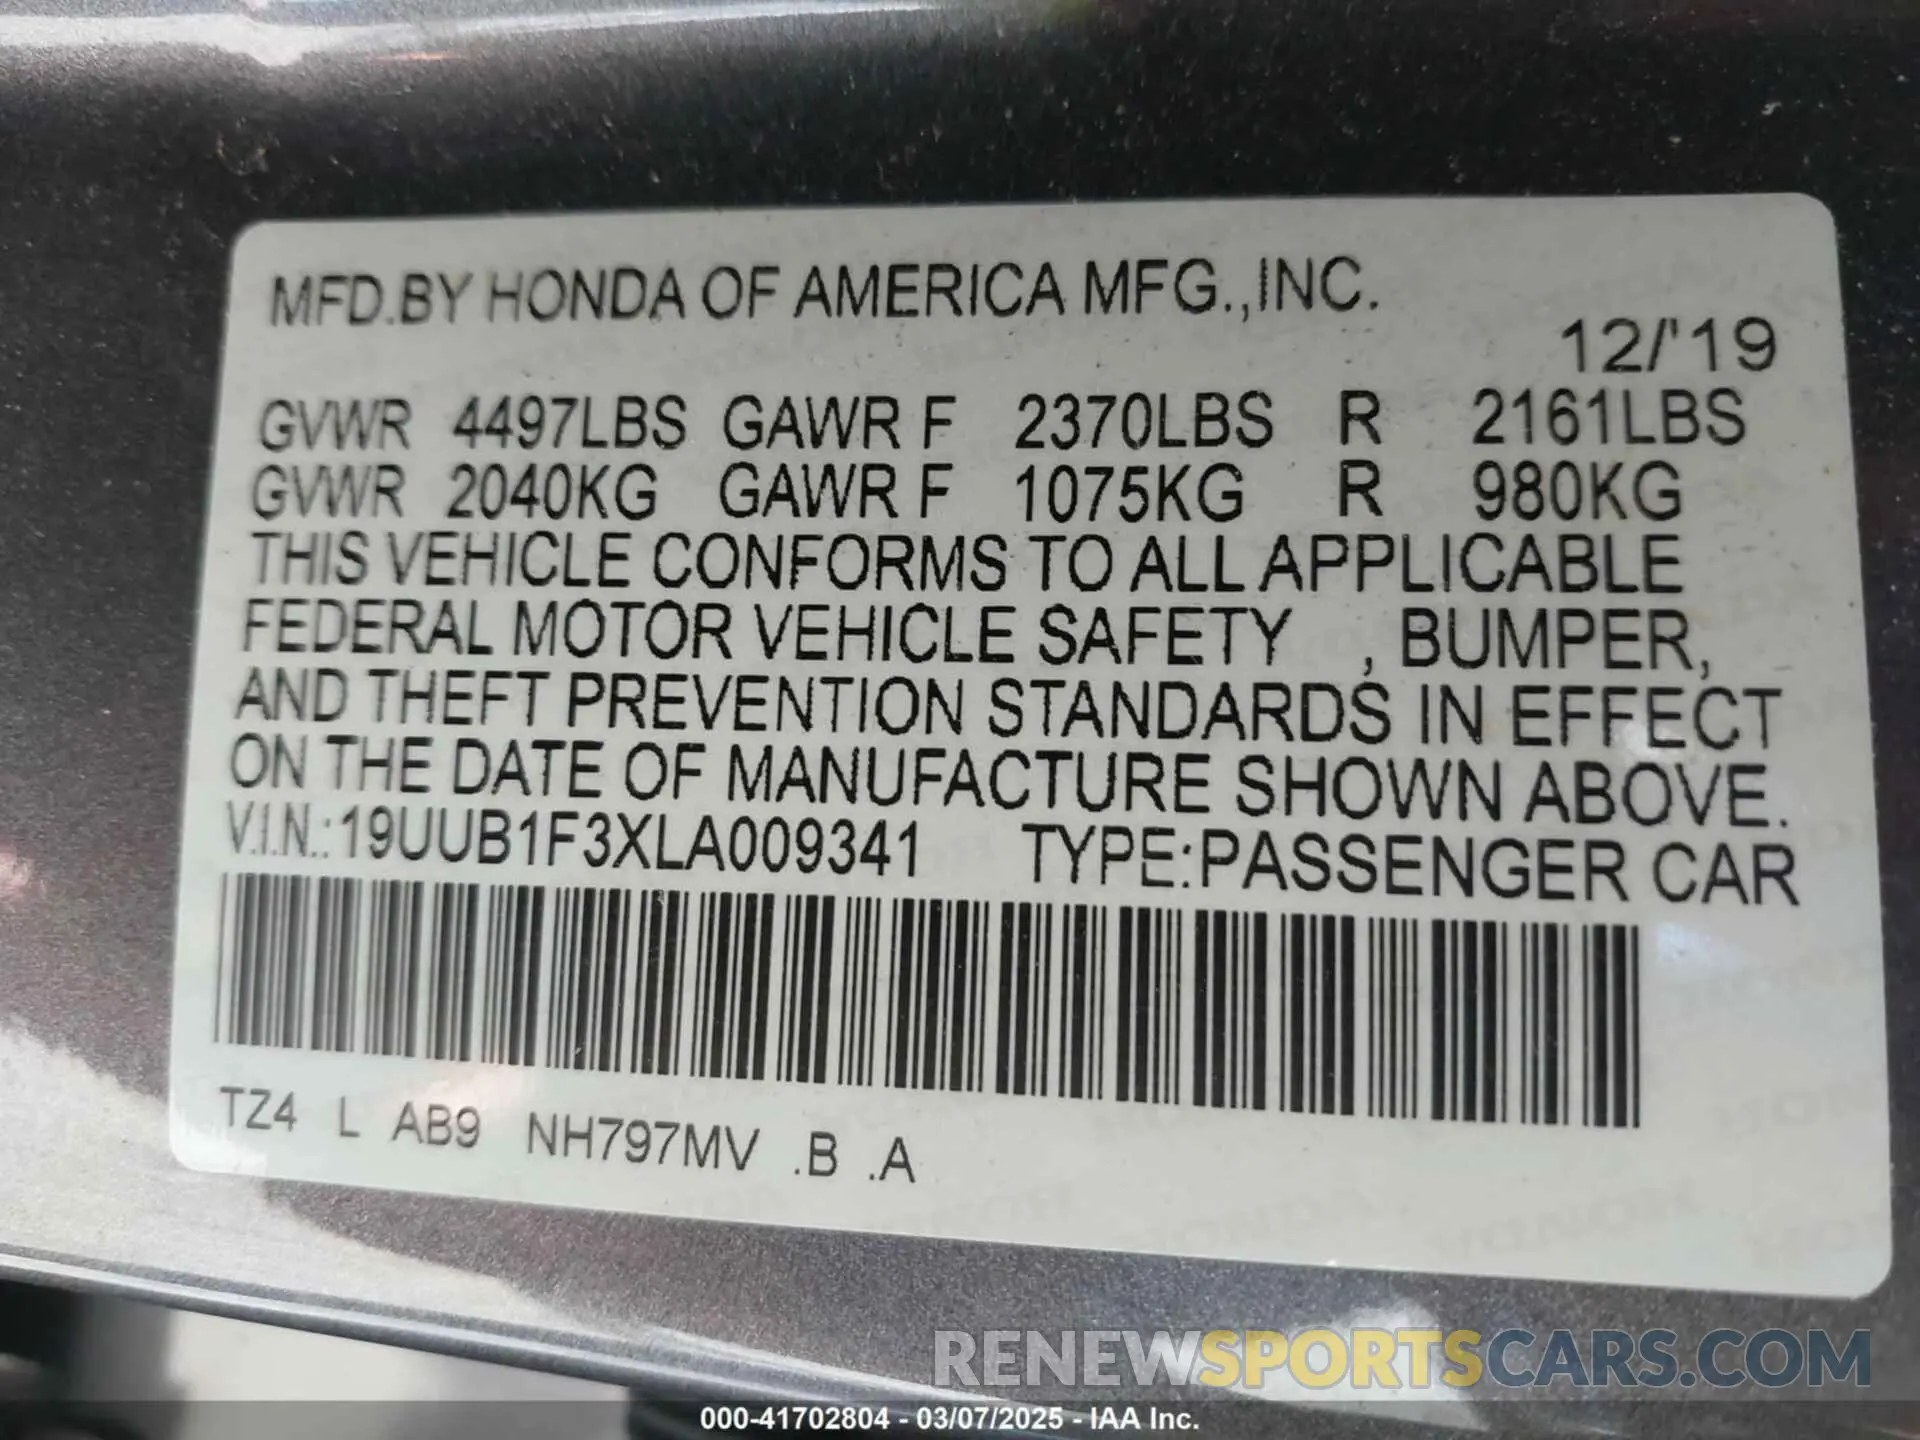 MFD.BY HONDA OF AMERICA MFG.,INC.
12/'19
GVWR 4497LBS GAWR F 2370LBS R 2161LBS
GVWR 2040KG GAWR F 1075KG R 980KG
THIS VEHICLE CONFORMS TO ALL APPLICABLE
FEDERAL MOTOR VEHICLE SAFETY , BUMPER,
AND THEFT PREVENTION STANDARDS IN EFFECT
ON THE DATE OF MANUFACTURE SHOWN ABOVE.
V.I.N.:19UUB1F3XLA009341 TYPE:PASSENGER CAR
TZ4 L AB9 NH797MV .B .A
RENEWSPORTSCARS.COM
000-41702804 - 03/07/2025 - IAA Inc.